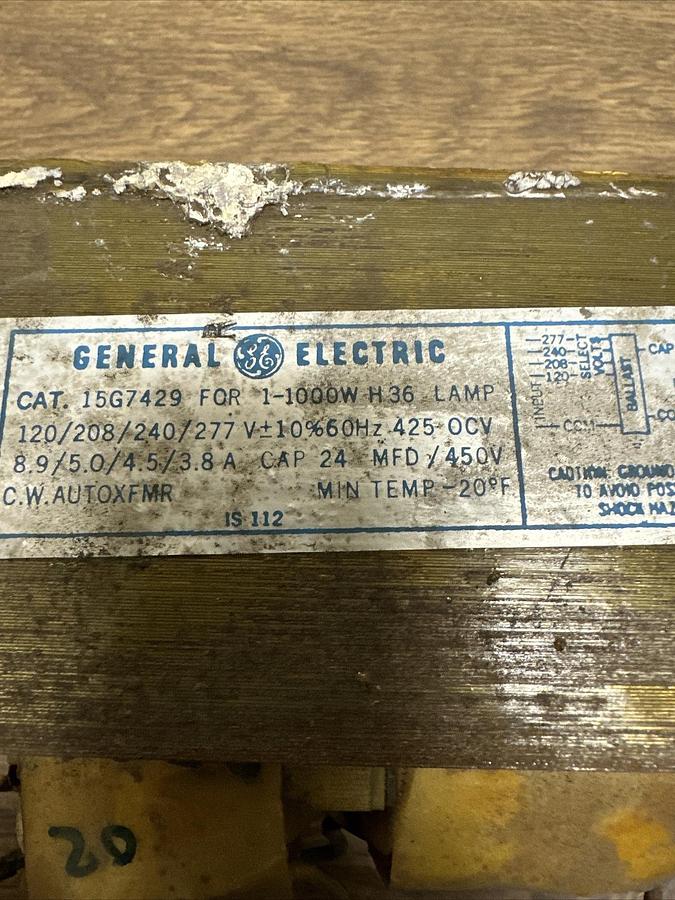 GENERAL GE ELECTRIC
CAT. 15G7429 FOR 1-1000W H36 LAMP
120/208/240/277 V±10%60Hz 425 OCV
8.9/5.0/4.5/3.8 A CAP 24 MFD/450V
C.W. AUTOXFMR MIN TEMP -20°F
IS 112
277-
240-
208-
120-
INPUT
SELECT
VOLTS
BALLAST
CAP
COM
CO
CAUTION: GROUND
TO AVOID POS
SHOCK HAZ
20